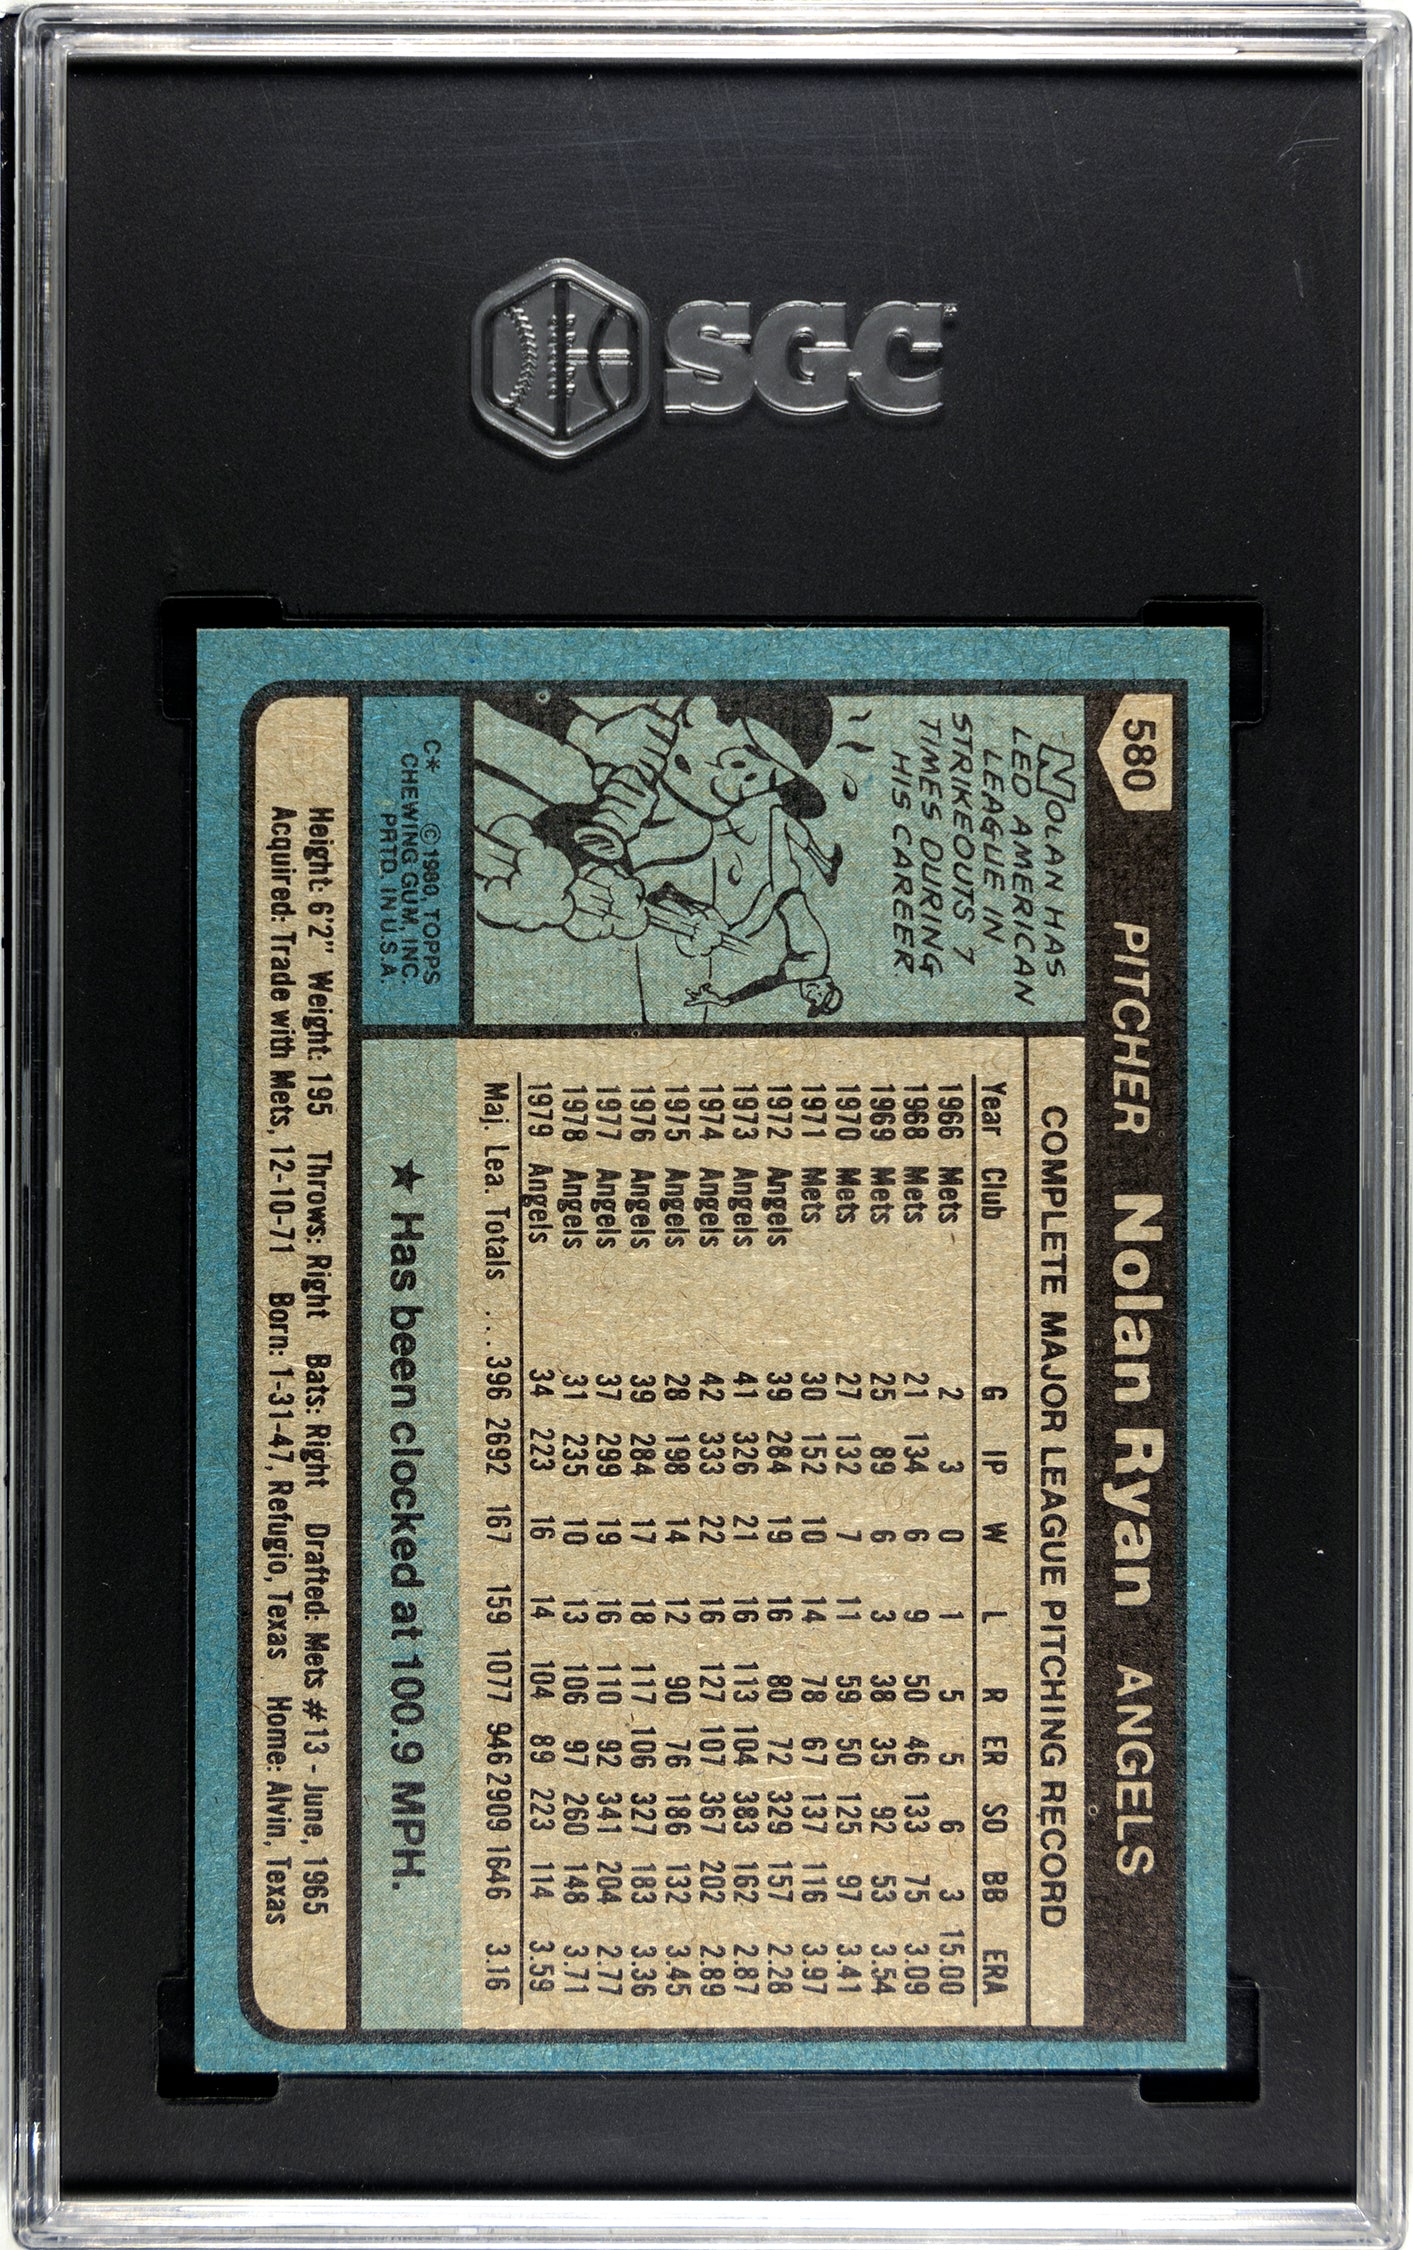 SGC
580 PITCHER Nolan Ryan ANGELS
NOLAN HAS
LED AMERICAN
LEAGUE IN
STRIKEOUTS 7
TIMES DURING
HIS CAREER
C* ©1980, TOPPS
CHEWING GUM, INC.
PRTD. IN U.S.A.
COMPLETE MAJOR LEAGUE PITCHING RECORD
Year Club G IP W L R ER SO BB ERA
1966 Mets 2 3 0 1 5 5 6 3 15.00
1968 Mets 21 134 6 9 50 46 133 75 3.09
1969 Mets 25 89 6 3 38 35 92 53 3.54
1970 Mets 27 132 7 11 59 50 125 97 3.41
1971 Mets 30 152 10 14 78 67 137 116 3.97
1972 Angels 39 284 19 16 80 72 329 157 2.28
1973 Angels 41 326 21 16 113 104 383 162 2.87
1974 Angels 42 333 22 16 127 107 367 202 2.89
1975 Angels 28 198 14 12 90 76 186 132 3.45
1976 Angels 39 284 17 18 117 106 327 183 3.36
1977 Angels 37 299 19 16 110 92 341 204 2.77
1978 Angels 31 235 10 13 106 97 260 148 3.71
1979 Angels 34 223 16 14 104 89 223 114 3.59
Maj. Lea. Totals ... 396 2692 167 159 1077 946 2909 1646 3.16
★ Has been clocked at 100.9 MPH.
Height: 6'2" Weight: 195 Throws: Right Bats: Right Drafted: Mets #13 - June, 1965
Acquired: Trade with Mets, 12-10-71 Born: 1-31-47, Refugio, Texas Home: Alvin, Texas